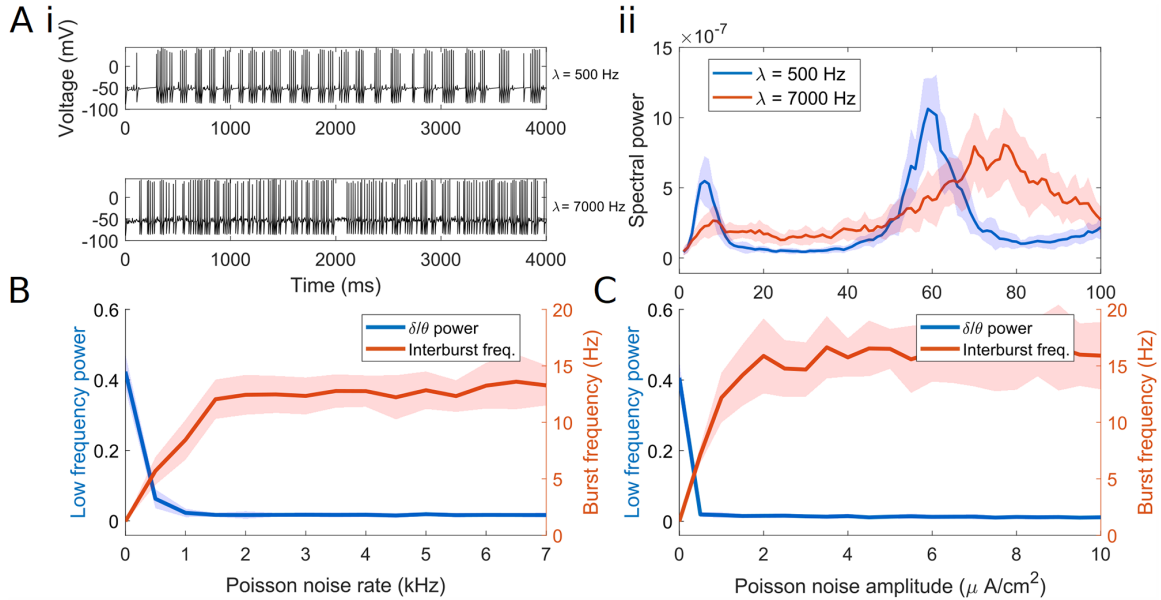 A i
Voltage (mV)
0
-50
-100
0 1000 2000 3000 4000
λ = 500 Hz
0
-50
-100
0 1000 2000 3000 4000
λ = 7000 Hz
Time (ms)
ii
×10⁻⁷
15
10
5
0
Spectral power
λ = 500 Hz
λ = 7000 Hz
0 20 40 60 80 100
B
Low frequency power
0.6
0.4
0.2
0
δ/θ power
Interburst freq.
20
15
10
5
0
Burst frequency (Hz)
0 1 2 3 4 5 6 7
Poisson noise rate (kHz)
C
Low frequency power
0.6
0.4
0.2
0
δ/θ power
Interburst freq.
20
15
10
5
0
Burst frequency (Hz)
0 2 4 6 8 10
Poisson noise amplitude (μ A/cm²)